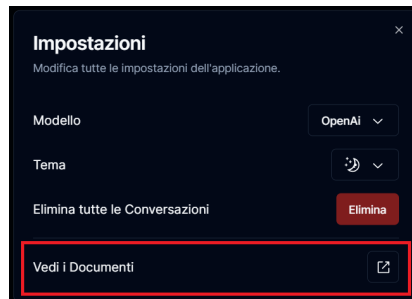 Impostazioni
Modifica tutte le impostazioni dell'applicazione.
Modello
OpenAi
Tema
Elimina tutte le Conversazioni
Elimina
Vedi i Documenti